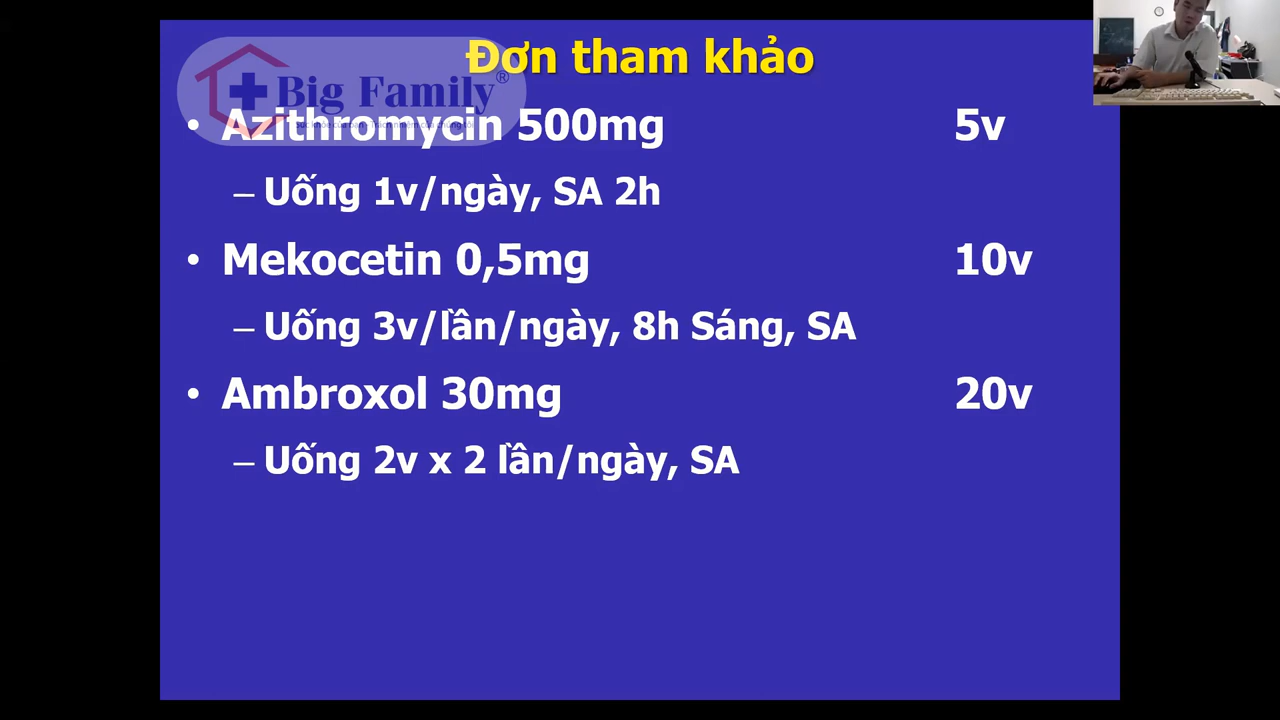 Đơn tham khảo
Big Family®
• Azithromycin 500mg 5v
– Uống 1v/ngày, SA 2h
• Mekocetin 0,5mg 10v
– Uống 3v/lần/ngày, 8h Sáng, SA
• Ambroxol 30mg 20v
– Uống 2v x 2 lần/ngày, SA